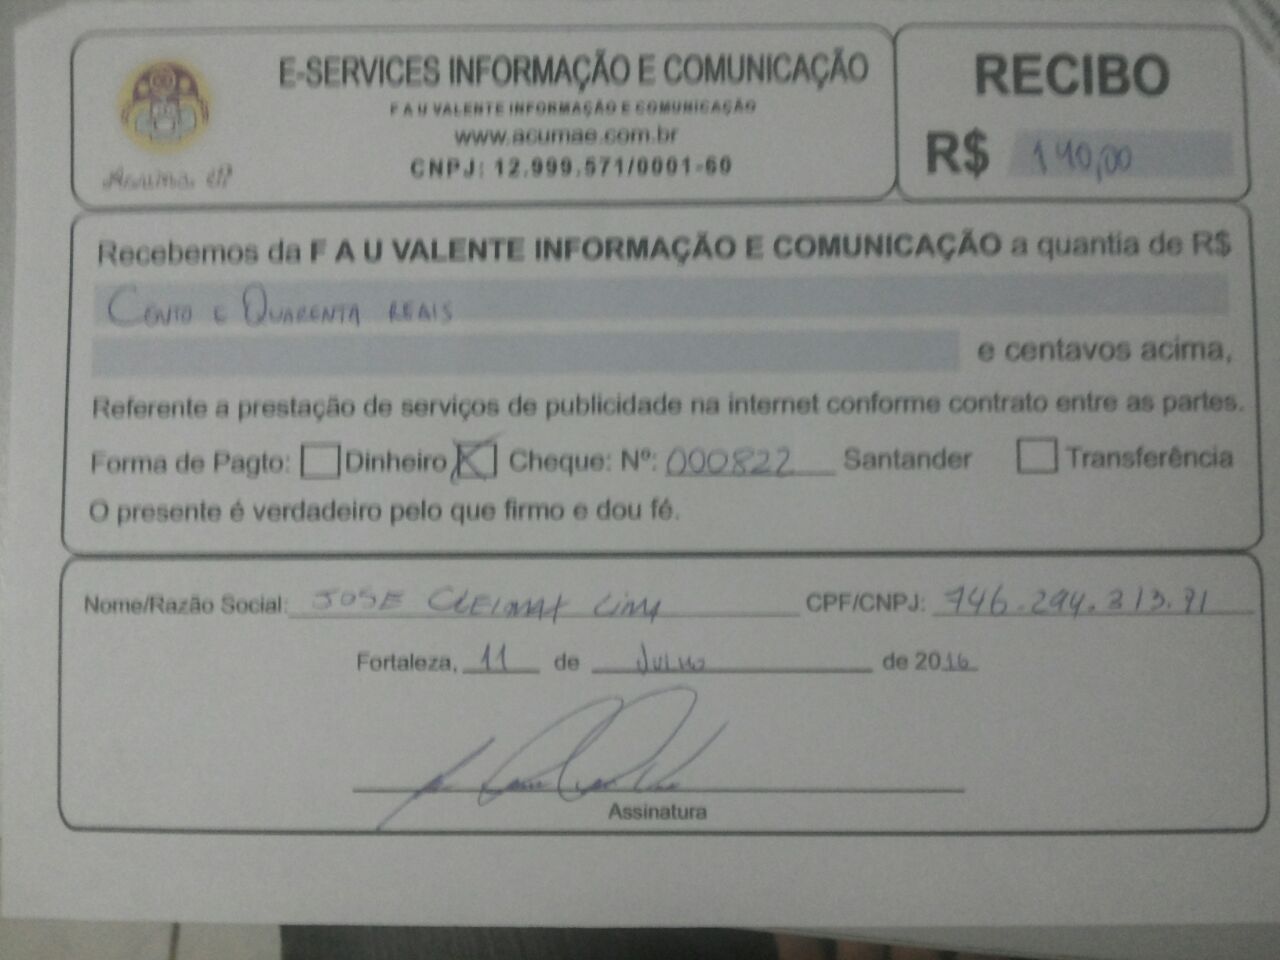 E-SERVICES INFORMAÇÃO E COMUNICAÇÃO
F A U VALENTE INFORMAÇÃO E COMUNICAÇÃO
www.acumae.com.br
CNPJ: 12.999.571/0001-60
RECIBO
R$ 140,00
Recebemos da F A U VALENTE INFORMAÇÃO E COMUNICAÇÃO a quantia de R$
Cento e Quarenta reais
e centavos acima,
Referente a prestação de serviços de publicidade na internet conforme contrato entre as partes.
Forma de Pagto: Dinheiro Cheque: Nº: 000822 Santander Transferência
O presente é verdadeiro pelo que firmo e dou fé.
Nome/Razão Social: JOSE CLEIMAX LIMA CPF/CNPJ: 746.294.313.91
Fortaleza, 11 de Julho de 2016
Assinatura